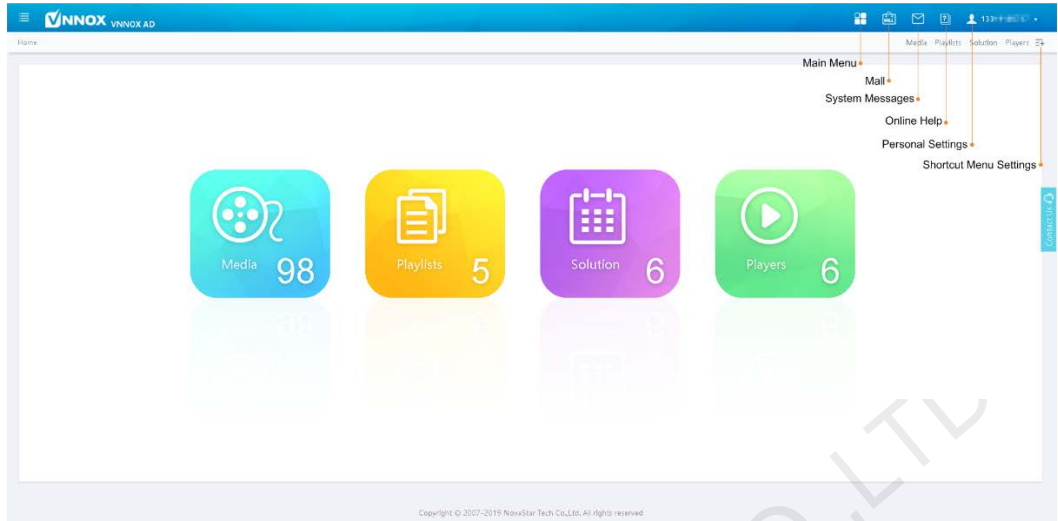 VNNOX VNNOX AD
Home
Media Playlists Solution Players
Main Menu
Mall
System Messages
Online Help
Personal Settings
Shortcut Menu Settings
Contact Us
Media 98
Playlists 5
Solution 6
Players 6
Copyright © 2007-2019 NovaStar Tech Co.,Ltd. All rights reserved
O.,LTD